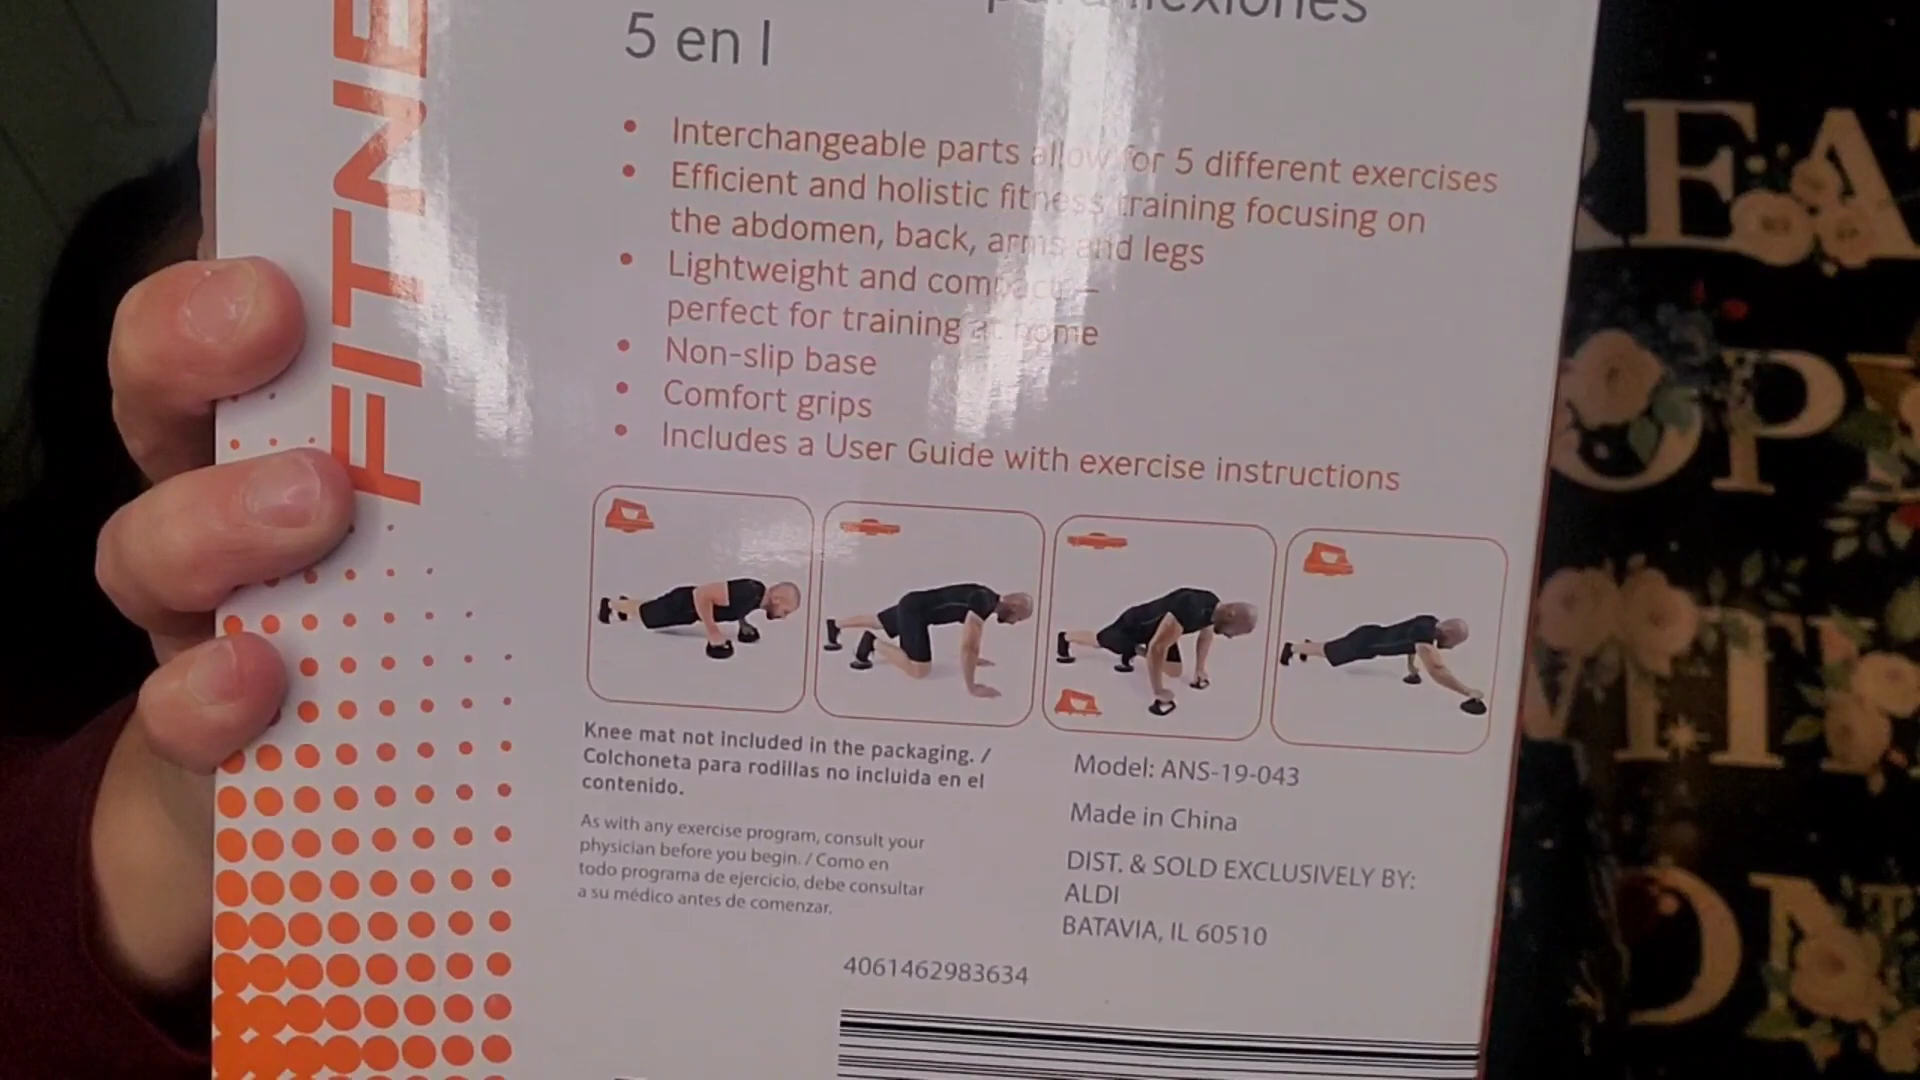 5 en 1
• Interchangeable parts allow for 5 different exercises
• Efficient and holistic fitness training focusing on
the abdomen, back, arms and legs
• Lightweight and compact –
perfect for training at home
• Non-slip base
• Comfort grips
• Includes a User Guide with exercise instructions
Knee mat not included in the packaging. /
Colchoneta para rodillas no incluida en el
contenido.
As with any exercise program, consult your
physician before you begin. / Como en
todo programa de ejercicio, debe consultar
a su médico antes de comenzar.
Model: ANS-19-043
Made in China
DIST. & SOLD EXCLUSIVELY BY:
ALDI
BATAVIA, IL 60510
4061462983634
FITNE